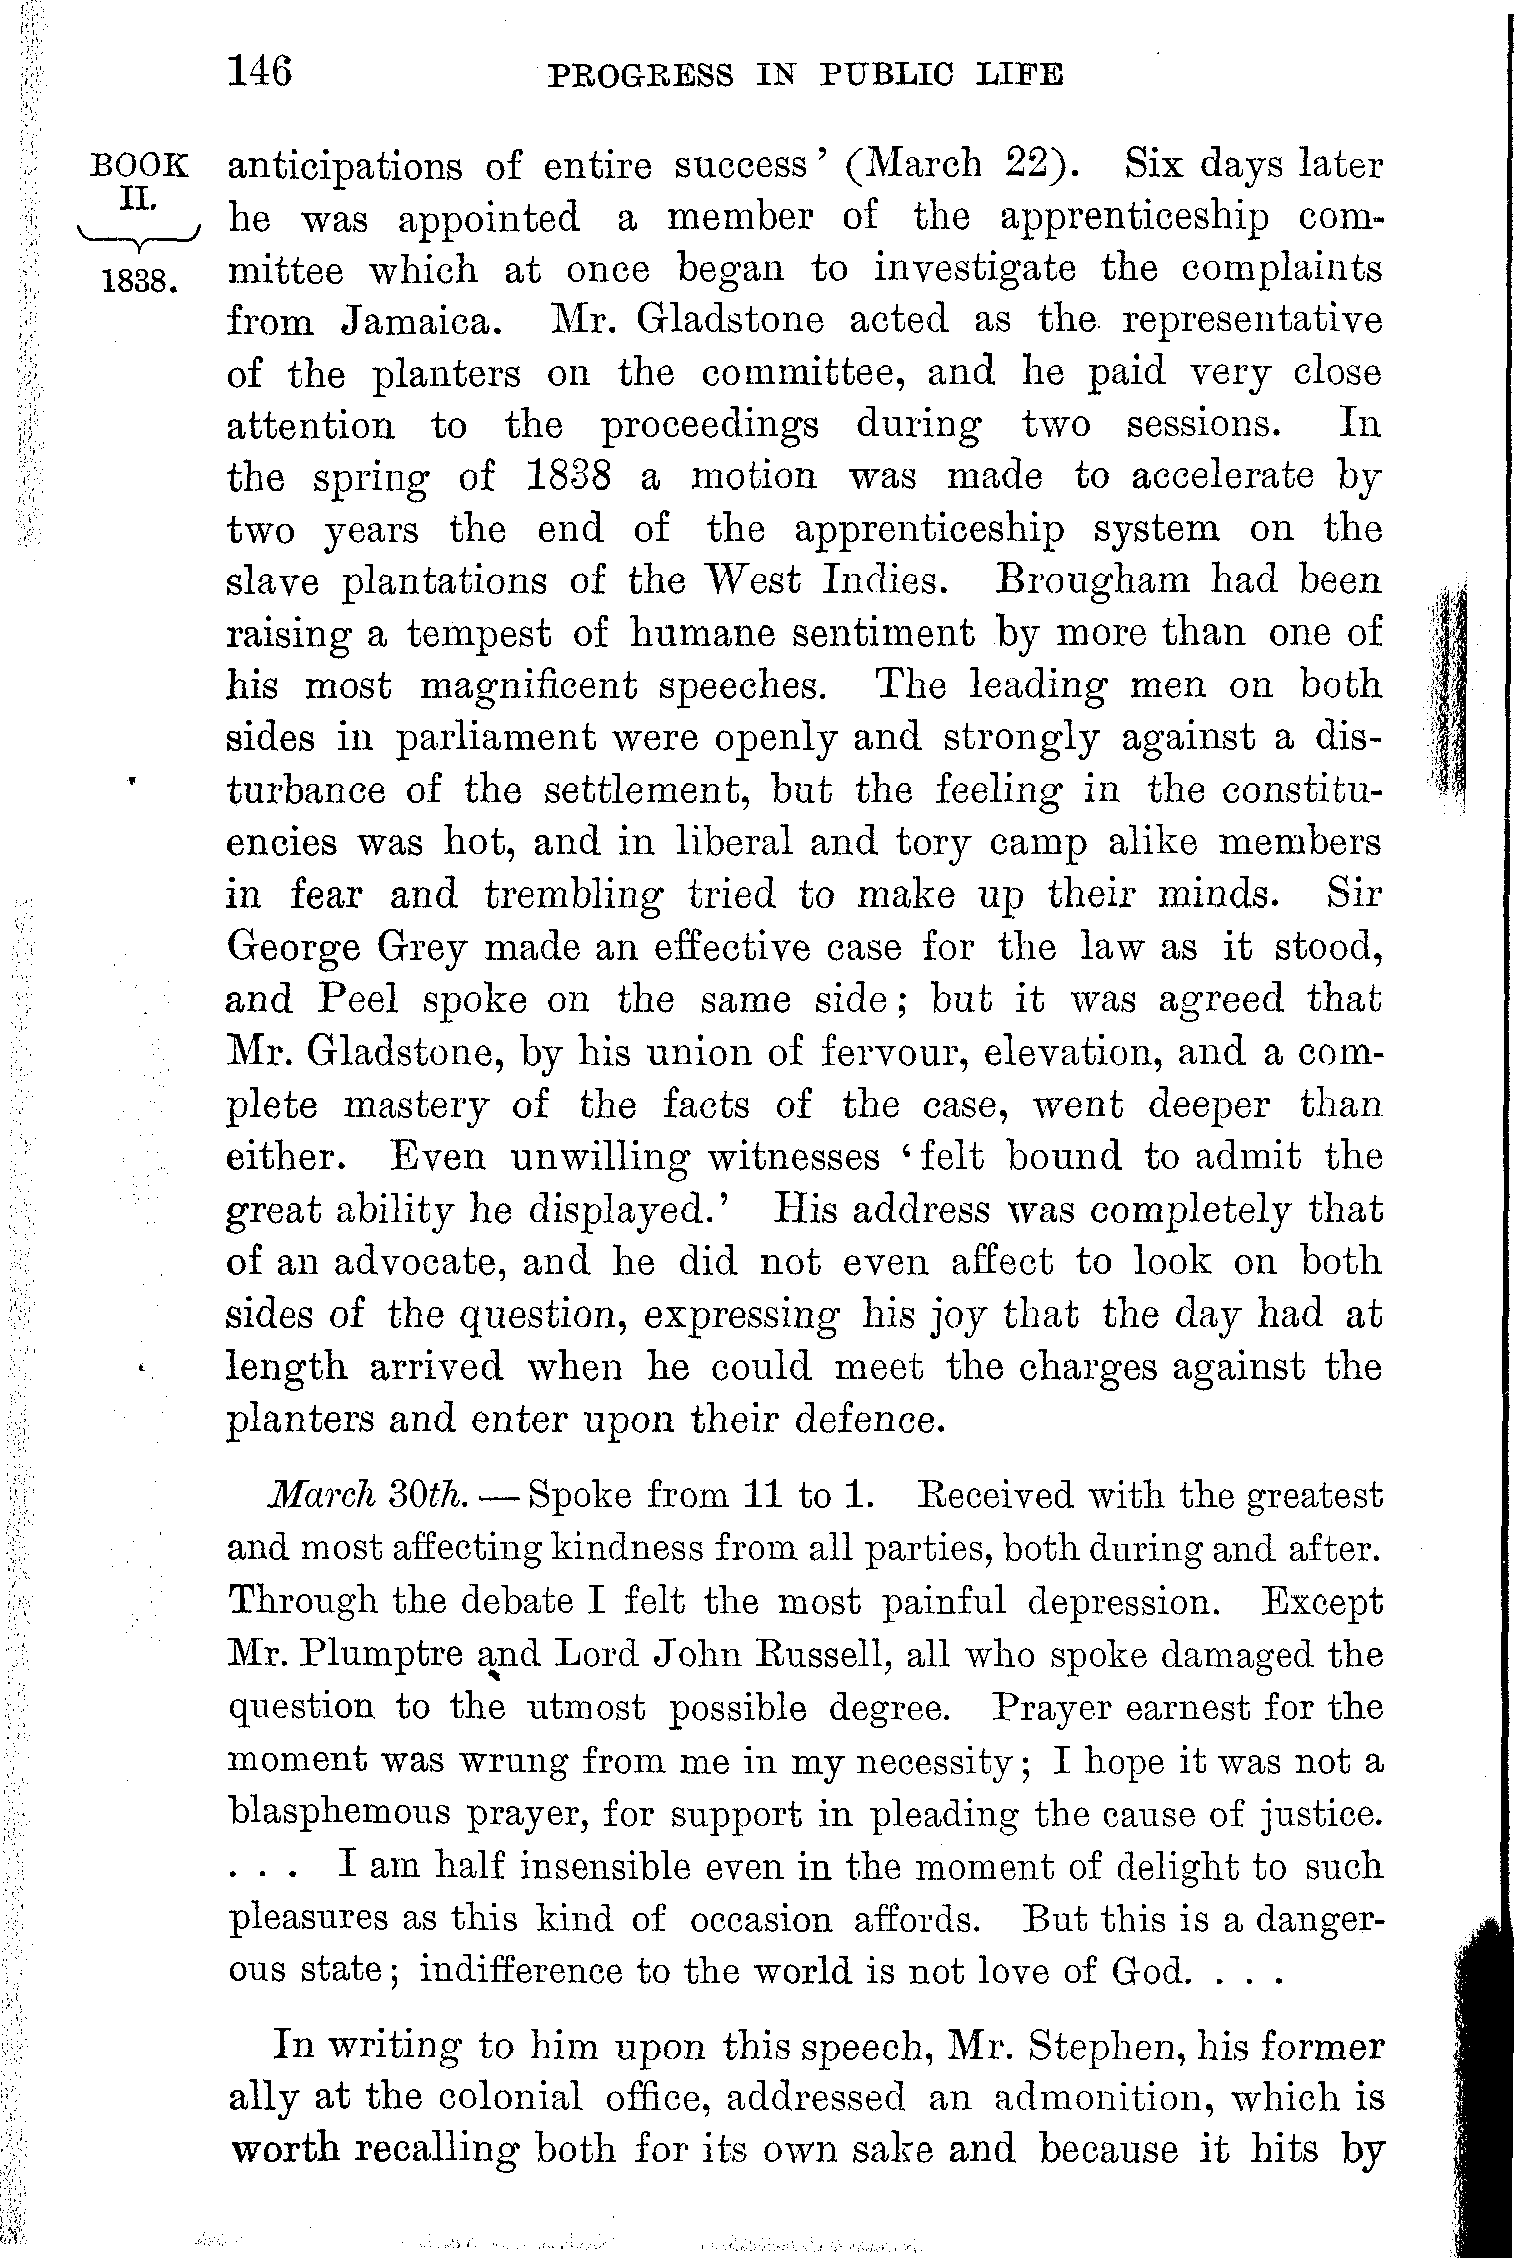 146 PROGRESS IN PUBLIC LIFE
BOOK
II.
1838.
anticipations of entire success’ (March 22). Six days later
he was appointed a member of the apprenticeship com-
mittee which at once began to investigate the complaints
from Jamaica. Mr. Gladstone acted as the representative
of the planters on the committee, and he paid very close
attention to the proceedings during two sessions. In
the spring of 1838 a motion was made to accelerate by
two years the end of the apprenticeship system on the
slave plantations of the West Indies. Brougham had been
raising a tempest of humane sentiment by more than one of
his most magnificent speeches. The leading men on both
sides in parliament were openly and strongly against a dis-
turbance of the settlement, but the feeling in the constitu-
encies was hot, and in liberal and tory camp alike members
in fear and trembling tried to make up their minds. Sir
George Grey made an effective case for the law as it stood,
and Peel spoke on the same side; but it was agreed that
Mr. Gladstone, by his union of fervour, elevation, and a com-
plete mastery of the facts of the case, went deeper than
either. Even unwilling witnesses ‘felt bound to admit the
great ability he displayed.’ His address was completely that
of an advocate, and he did not even affect to look on both
sides of the question, expressing his joy that the day had at
length arrived when he could meet the charges against the
planters and enter upon their defence.
March 30th. — Spoke from 11 to 1. Received with the greatest
and most affecting kindness from all parties, both during and after.
Through the debate I felt the most painful depression. Except
Mr. Plumptre and Lord John Russell, all who spoke damaged the
question to the utmost possible degree. Prayer earnest for the
moment was wrung from me in my necessity; I hope it was not a
blasphemous prayer, for support in pleading the cause of justice.
. . . I am half insensible even in the moment of delight to such
pleasures as this kind of occasion affords. But this is a danger-
ous state; indifference to the world is not love of God. . . .
In writing to him upon this speech, Mr. Stephen, his former
ally at the colonial office, addressed an admonition, which is
worth recalling both for its own sake and because it hits by